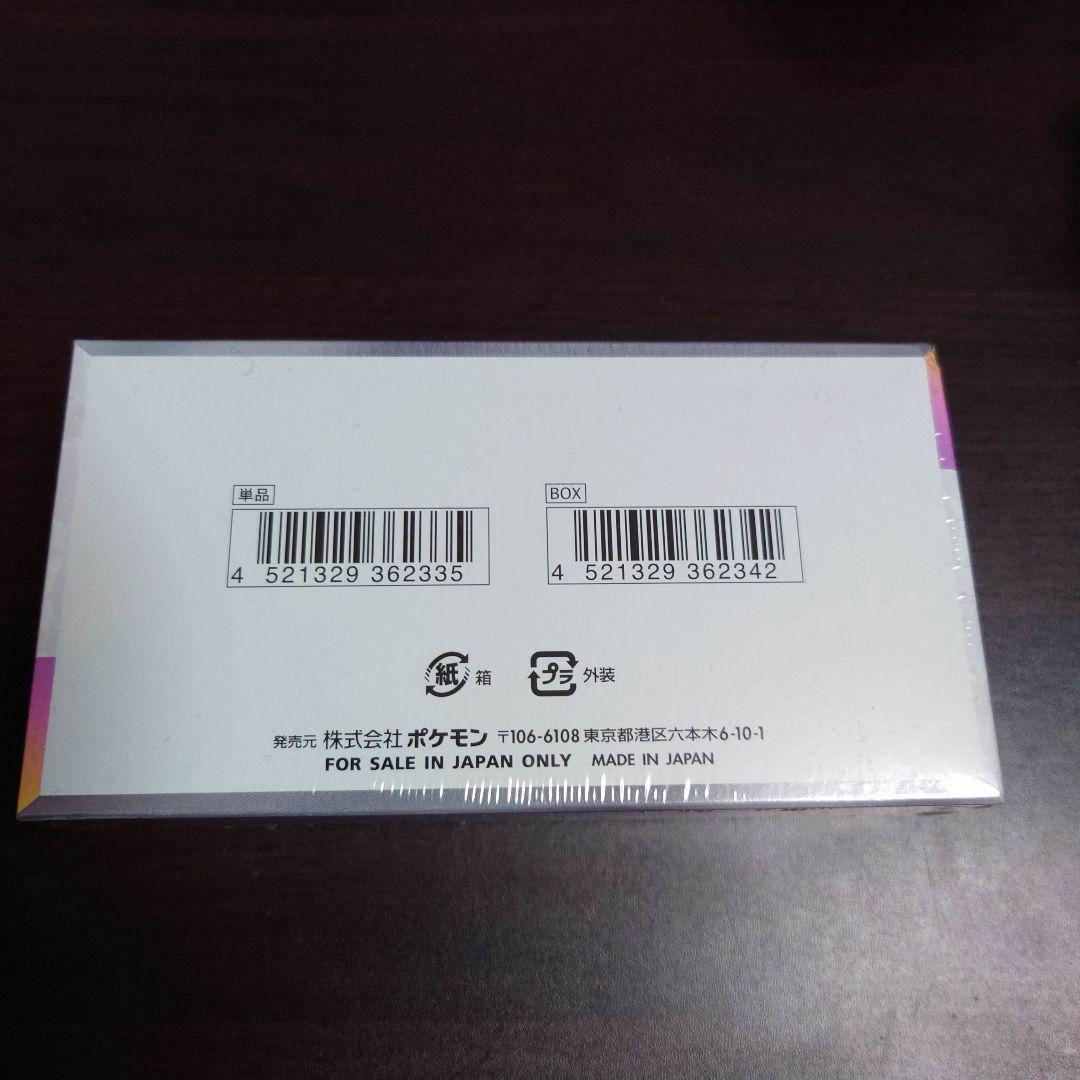 単品
BOX
4 521329 362335
4 521329 362342
紙 箱
プラ 外装
発売元 株式会社 ポケモン 〒106-6108 東京都港区六本木6-10-1
FOR SALE IN JAPAN ONLY MADE IN JAPAN